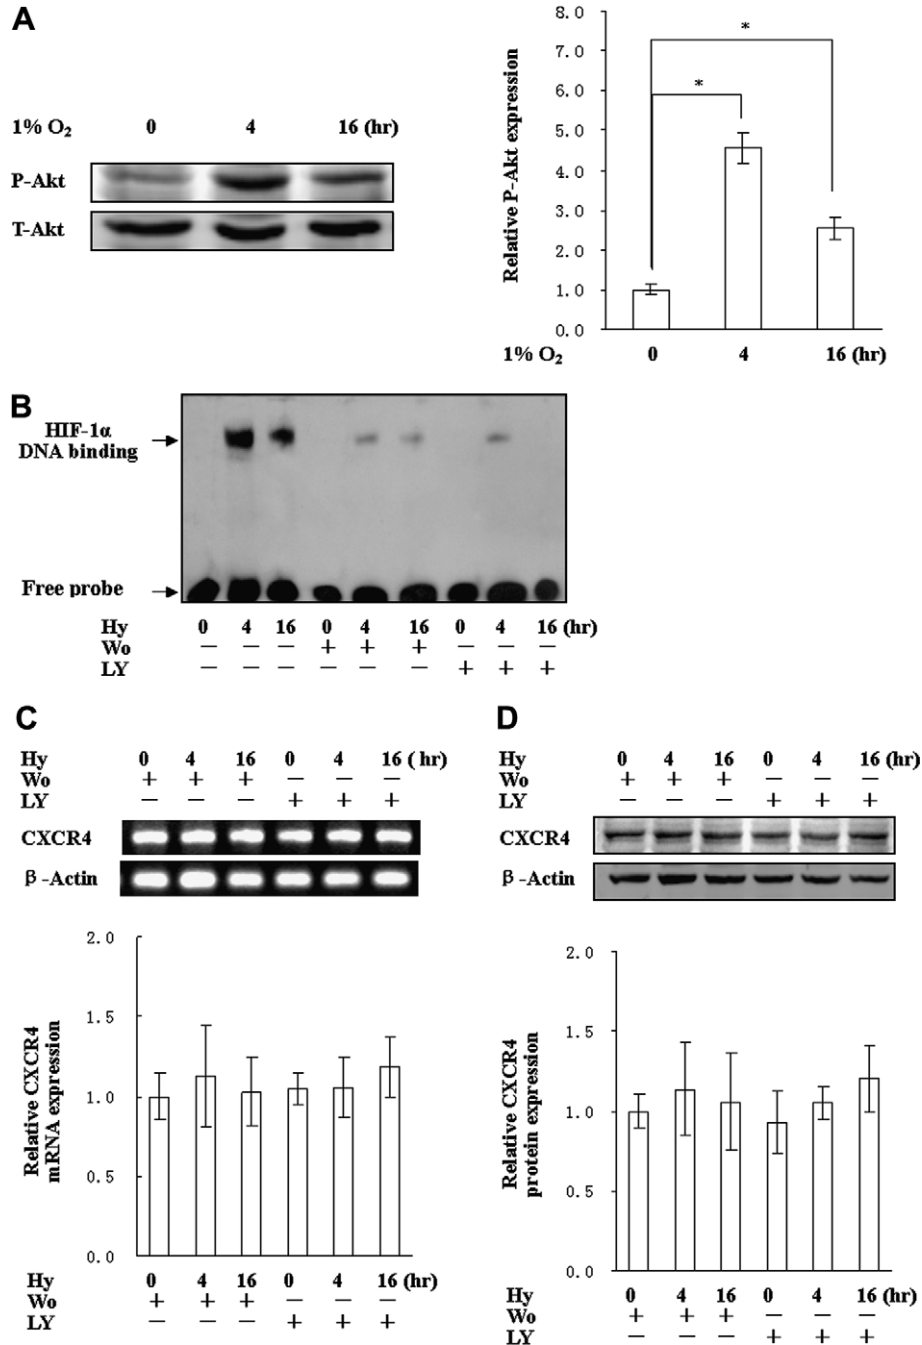 A
1% O₂ 0 4 16 (hr)
P-Akt
T-Akt
Relative P-Akt expression
8.0
7.0
6.0
5.0
4.0
3.0
2.0
1.0
0.0
*
*
1% O₂ 0 4 16 (hr)
B
HIF-1α
DNA binding
Free probe
Hy 0 4 16 0 4 16 0 4 16 (hr)
Wo — — — + + + — — —
LY — — — — — — + + +
C
Hy 0 4 16 0 4 16 ( hr)
Wo + + + — — —
LY — — — + + +
CXCR4
β-Actin
Relative CXCR4
mRNA expression
2.0
1.5
1.0
0.5
0.0
Hy 0 4 16 0 4 16 (hr)
Wo + + + — — —
LY — — — + + +
D
Hy 0 4 16 0 4 16 (hr)
Wo + + + — — —
LY — — — + + +
CXCR4
β-Actin
Relative CXCR4
protein expression
2.0
1.5
1.0
0.5
0.0
Hy 0 4 16 0 4 16 (hr)
Wo + + + — — —
LY — — — + + +